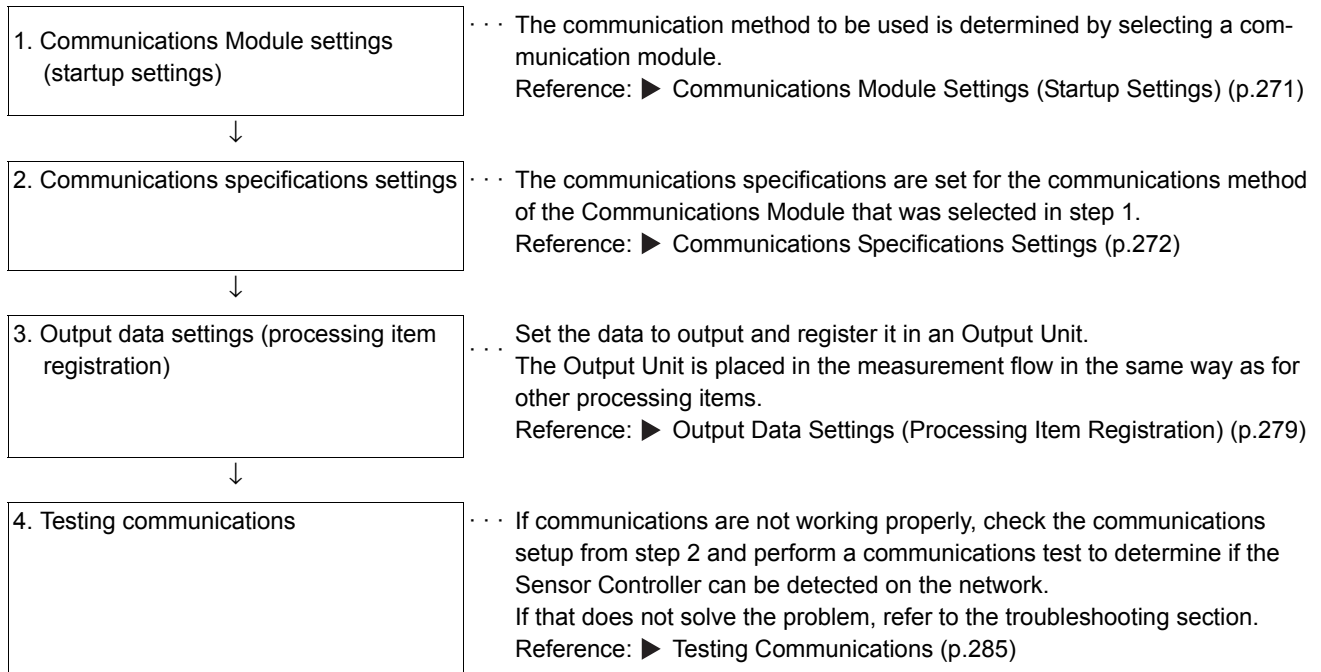 1. Communications Module settings
(startup settings)
· · · The communication method to be used is determined by selecting a com-
munication module.
Reference: ▶ Communications Module Settings (Startup Settings) (p.271)
↓
2. Communications specifications settings
· · · The communications specifications are set for the communications method
of the Communications Module that was selected in step 1.
Reference: ▶ Communications Specifications Settings (p.272)
↓
3. Output data settings (processing item
registration)
· · · Set the data to output and register it in an Output Unit.
The Output Unit is placed in the measurement flow in the same way as for
other processing items.
Reference: ▶ Output Data Settings (Processing Item Registration) (p.279)
↓
4. Testing communications
· · · If communications are not working properly, check the communications
setup from step 2 and perform a communications test to determine if the
Sensor Controller can be detected on the network.
If that does not solve the problem, refer to the troubleshooting section.
Reference: ▶ Testing Communications (p.285)